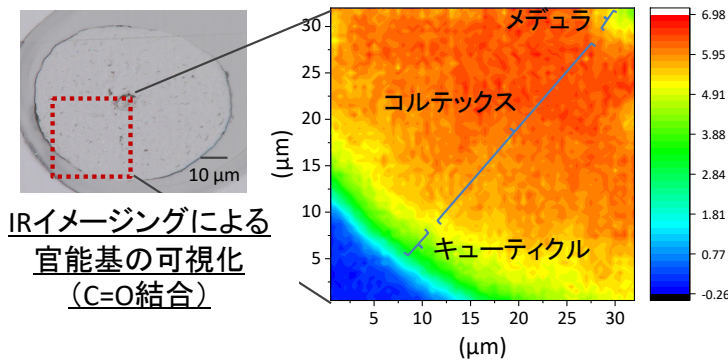 10 μm
IRイメージングによる
官能基の可視化
(C=O結合)
メデュラ
コルテックス
キューティクル
(μm)
30
25
20
15
10
5
5 10 15 20 25 30
(μm)
6.98
5.95
4.91
3.88
2.84
1.81
0.77
-0.26